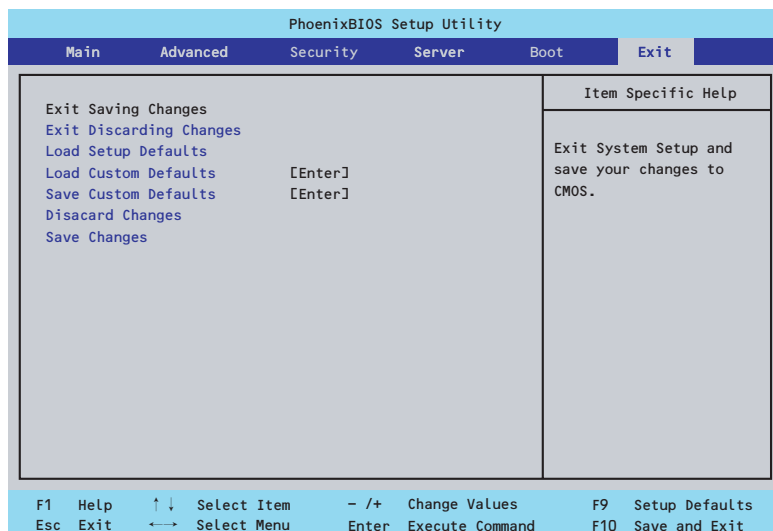 PhoenixBIOS Setup Utility
Main Advanced Security Server Boot Exit
Item Specific Help
Exit Saving Changes
Exit Discarding Changes
Load Setup Defaults
Load Custom Defaults [Enter]
Save Custom Defaults [Enter]
Disacard Changes
Save Changes
Exit System Setup and
save your changes to
CMOS.
F1 Help ↑↓ Select Item - /+ Change Values F9 Setup Defaults
Esc Exit ←→ Select Menu Enter Execute Command F10 Save and Exit